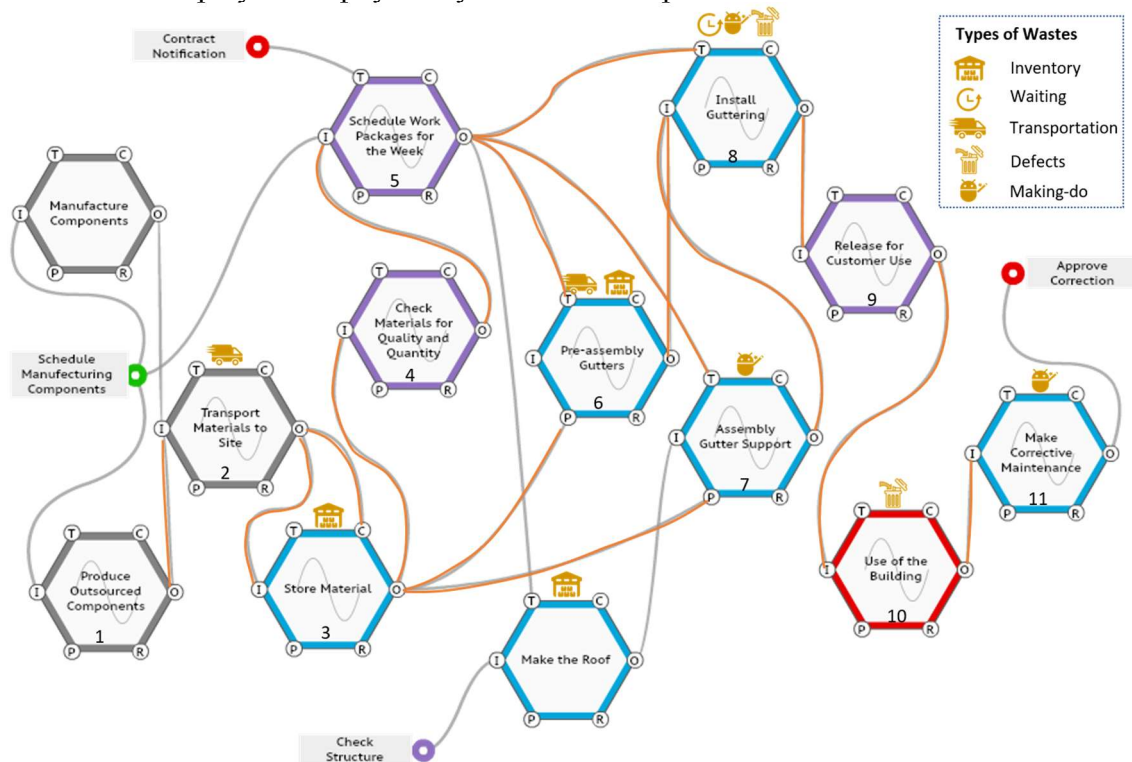 Contract
Notification
Types of Wastes
Inventory
Waiting
Transportation
Defects
Making-do
T C
I O
P R
Install
Guttering
8
T C
I O
P R
Schedule Work
Packages for
the Week
5
T C
I O
P R
Manufacture
Components
T C
I O
P R
Release for
Customer Use
9
Approve
Correction
T C
I O
P R
Check
Materials for
Quality and
Quantity
4
T C
I O
P R
Pre-assembly
Gutters
6
Schedule
Manufecturing
Components
T C
I O
P R
Transport
Materials to
Site
2
T C
I O
P R
Assembly
Gutter Support
7
T C
I O
P R
Make
Corrective
Maintenance
11
T C
I O
P R
Produce
Outsourced
Components
1
T C
I O
P R
Store Material
3
T C
I O
P R
Use of the
Building
10
T C
I O
P R
Make the Roof
Check
Structure